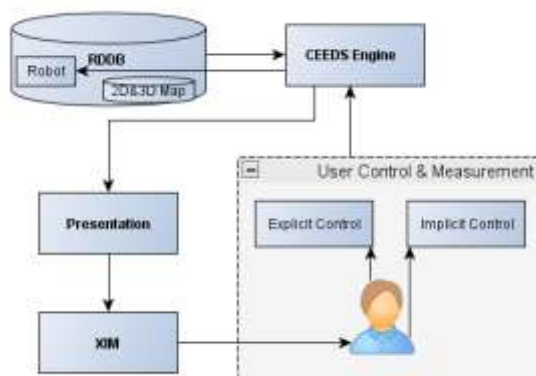 RDDB
CEEDS Engine
Robot
2D&3D Map
User Control & Measurement
Presentation
Explicit Control
Implicit Control
XIM